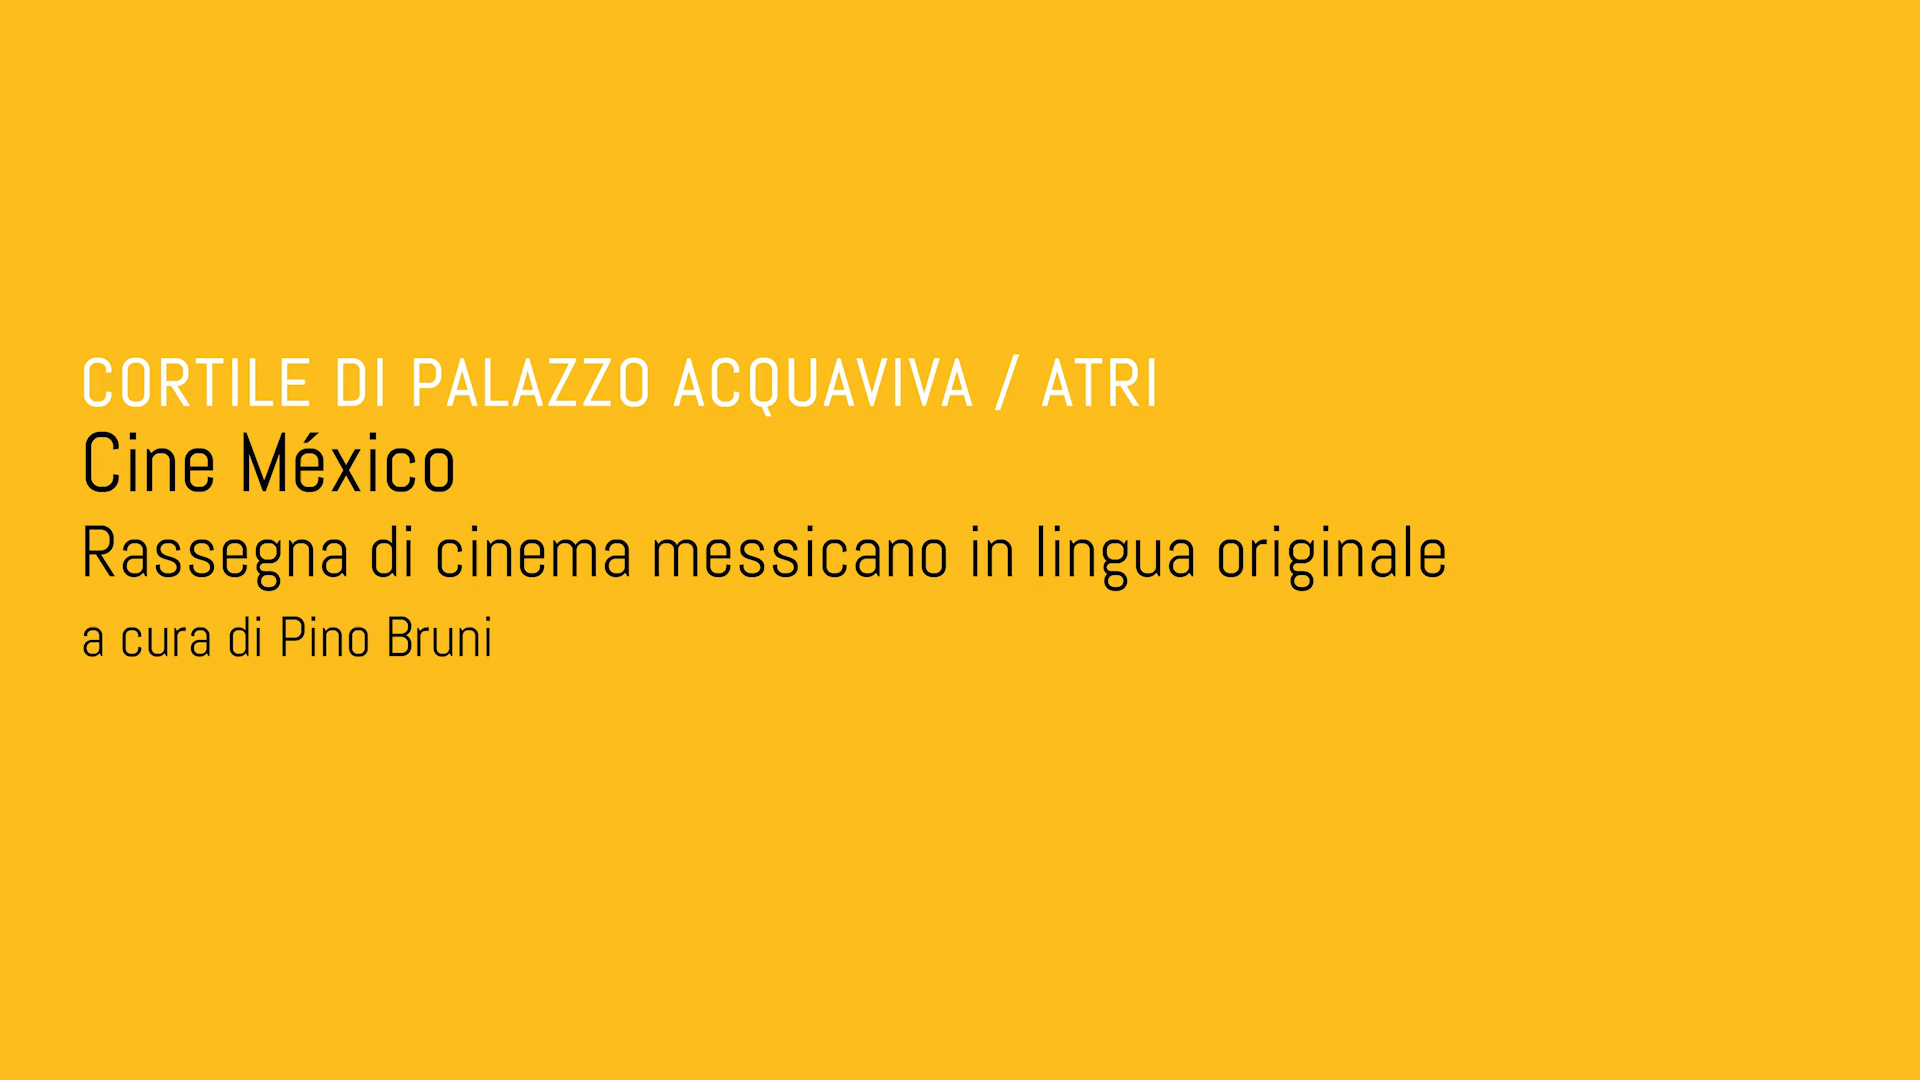 CORTILE DI PALAZZO ACQUAVIVA / ATRI
Cine México
Rassegna di cinema messicano in lingua originale
a cura di Pino Bruni